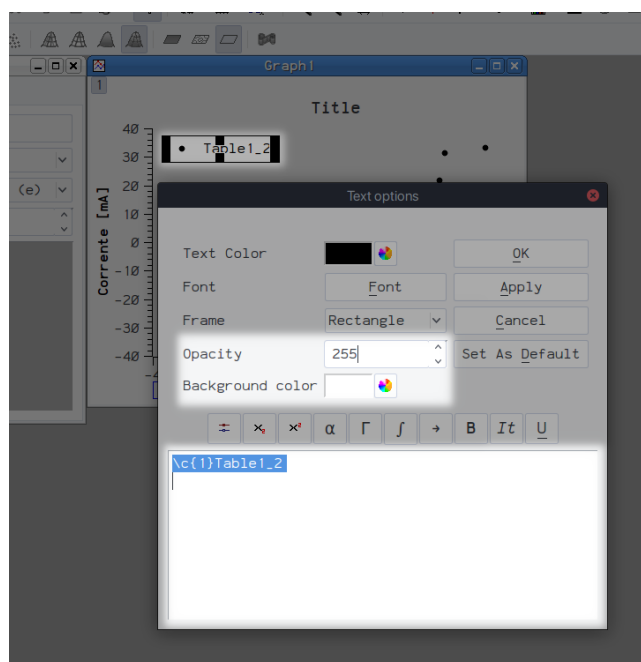 Graph1
1
Title
40
30
20
10
0
-10
-20
-30
-40
Corrente [mA]
Table1_2
(e)
Text options
Text Color
OK
Font
Font
Apply
Frame
Rectangle
Cancel
Opacity
255
Set As Default
Background color
α
Γ
∫
→
B
It
U
\c{1}Table1_2